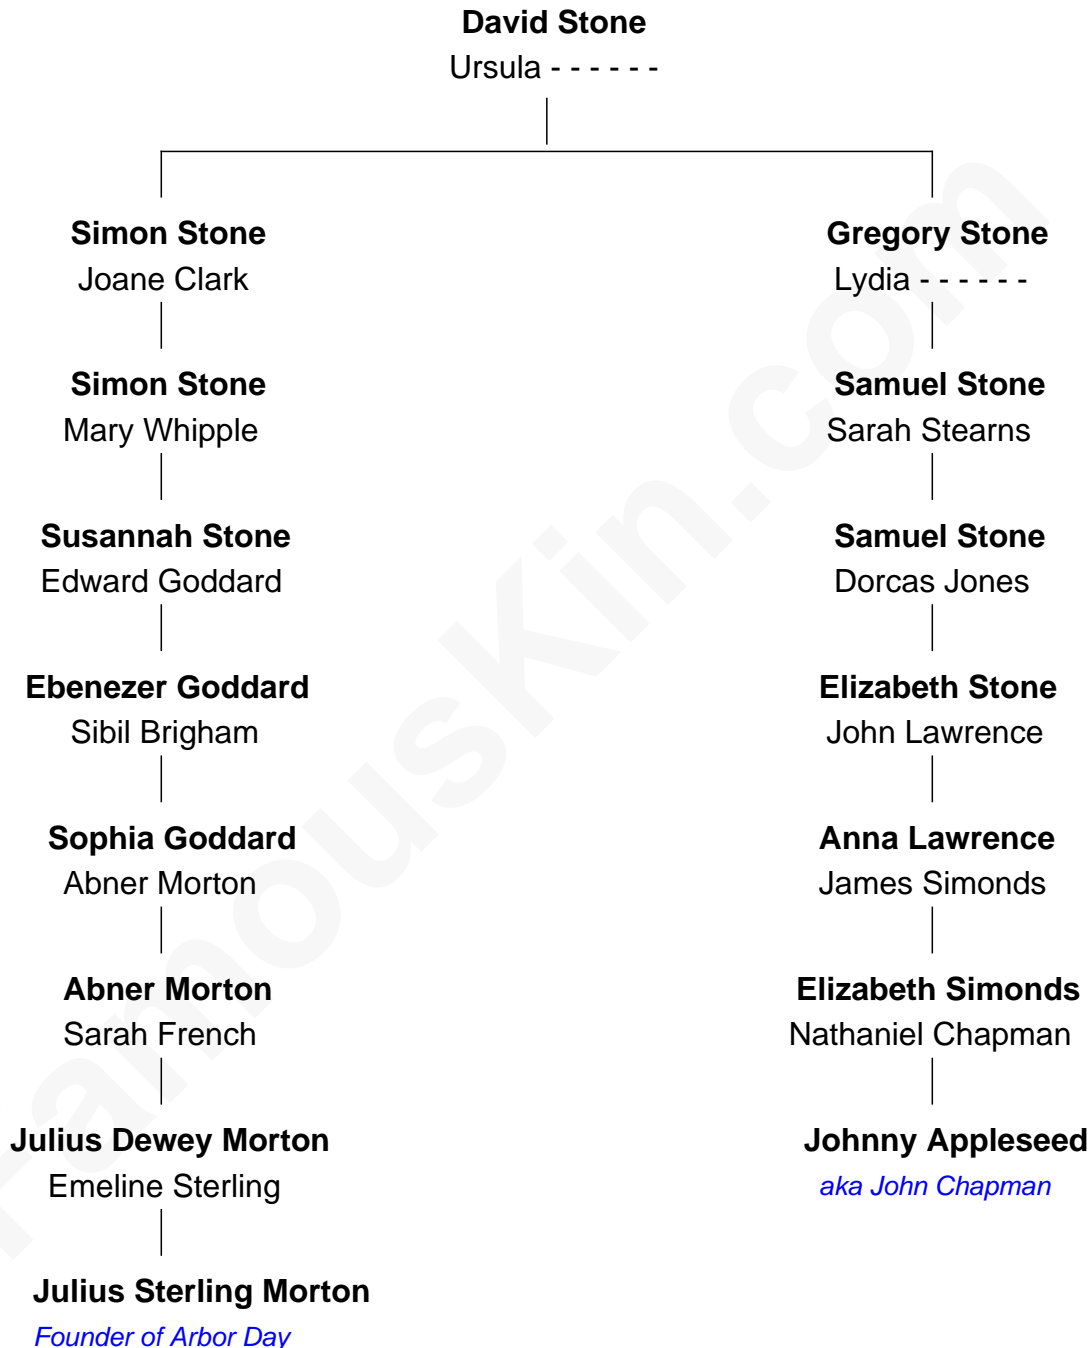 David Stone
Ursula - - - - - -
Simon Stone
Joane Clark
Gregory Stone
Lydia - - - - - -
Simon Stone
Mary Whipple
Samuel Stone
Sarah Stearns
Susannah Stone
Edward Goddard
Samuel Stone
Dorcas Jones
Ebenezer Goddard
Sibil Brigham
Elizabeth Stone
John Lawrence
Sophia Goddard
Abner Morton
Anna Lawrence
James Simonds
Abner Morton
Sarah French
Elizabeth Simonds
Nathaniel Chapman
Julius Dewey Morton
Emeline Sterling
Johnny Appleseed
aka John Chapman
Julius Sterling Morton
Founder of Arbor Day
FamousKin.com